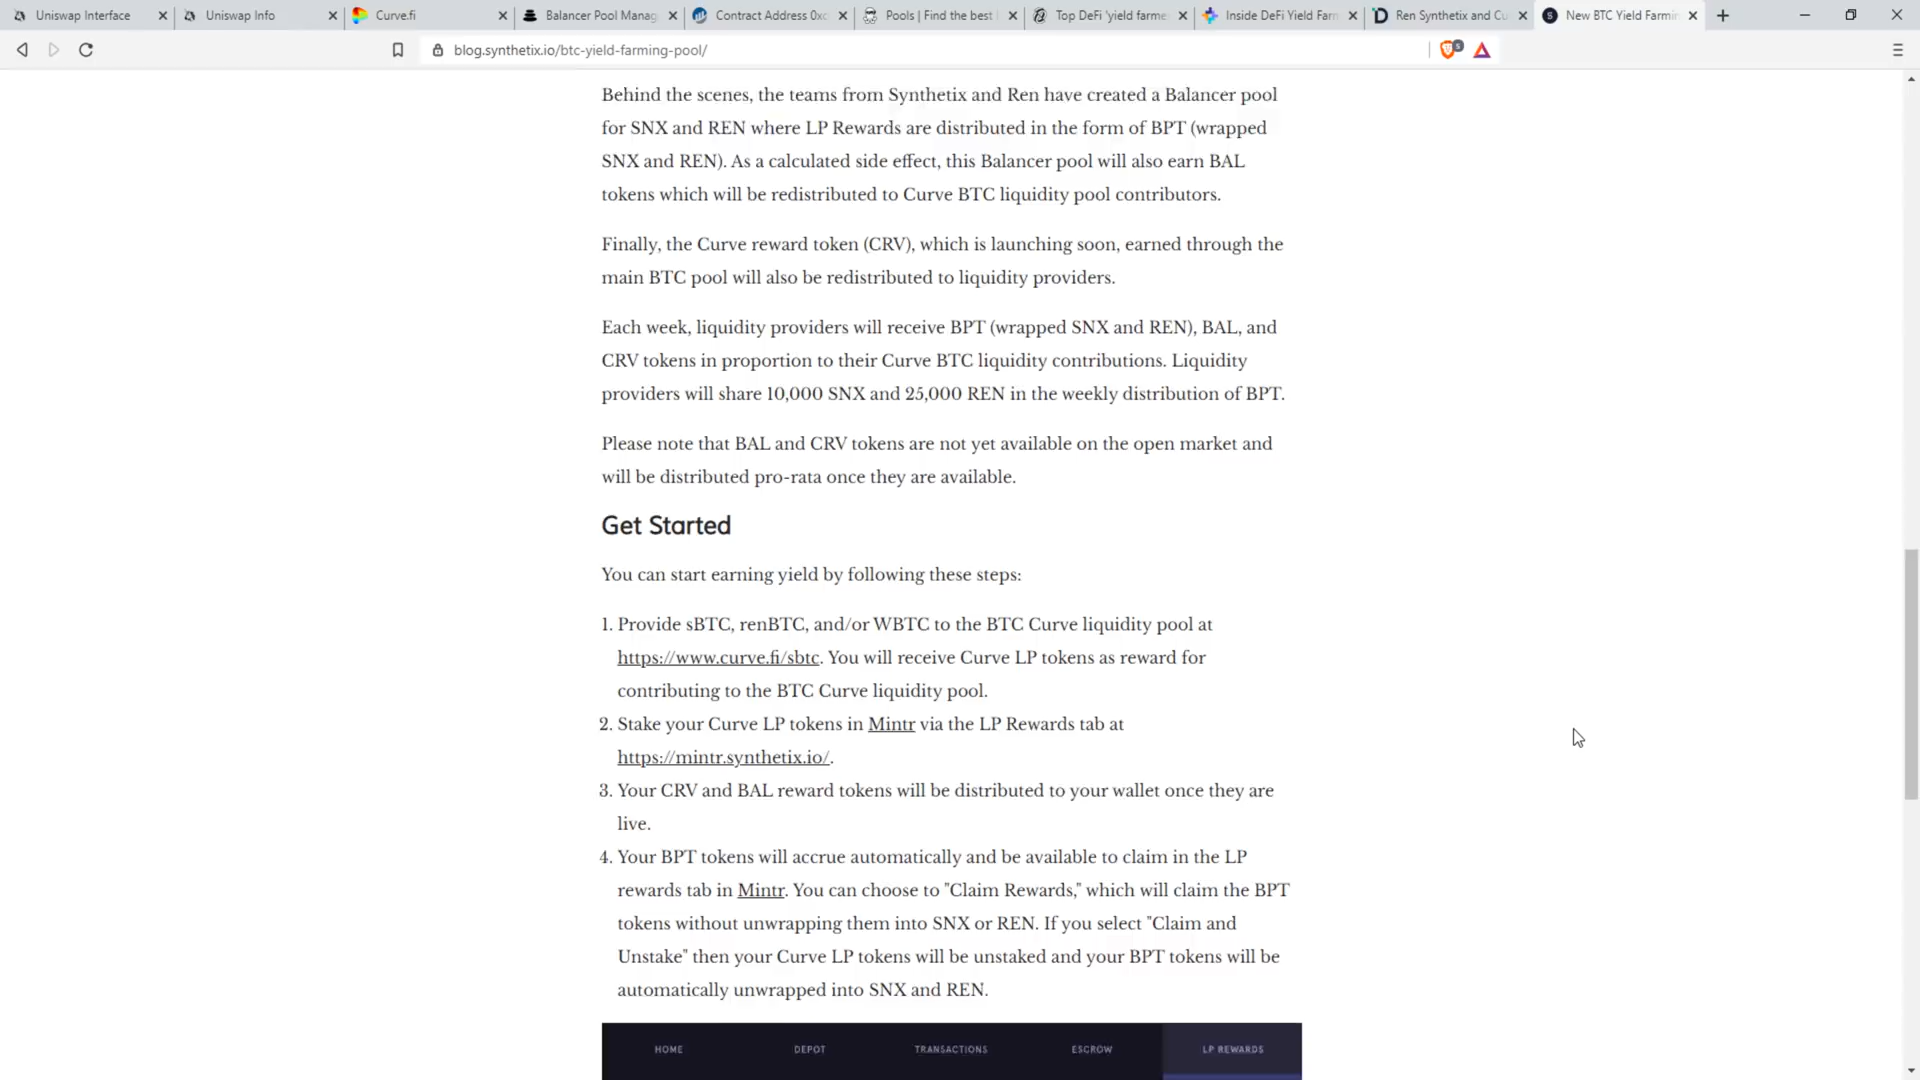 Uniswap Interface
Uniswap Info
Curve.fi
Balancer Pool Manag
Contract Address 0xc
Pools | Find the best
Top DeFi 'yield farme
Inside DeFi Yield Farm
Ren Synthetix and Cu
New BTC Yield Farmin
blog.synthetix.io/btc-yield-farming-pool/
Behind the scenes, the teams from Synthetix and Ren have created a Balancer pool
for SNX and REN where LP Rewards are distributed in the form of BPT (wrapped
SNX and REN). As a calculated side effect, this Balancer pool will also earn BAL
tokens which will be redistributed to Curve BTC liquidity pool contributors.
Finally, the Curve reward token (CRV), which is launching soon, earned through the
main BTC pool will also be redistributed to liquidity providers.
Each week, liquidity providers will receive BPT (wrapped SNX and REN), BAL, and
CRV tokens in proportion to their Curve BTC liquidity contributions. Liquidity
providers will share 10,000 SNX and 25,000 REN in the weekly distribution of BPT.
Please note that BAL and CRV tokens are not yet available on the open market and
will be distributed pro-rata once they are available.
Get Started
You can start earning yield by following these steps:
1. Provide sBTC, renBTC, and/or WBTC to the BTC Curve liquidity pool at
https://www.curve.fi/sbtc. You will receive Curve LP tokens as reward for
contributing to the BTC Curve liquidity pool.
2. Stake your Curve LP tokens in Mintr via the LP Rewards tab at
https://mintr.synthetix.io/.
3. Your CRV and BAL reward tokens will be distributed to your wallet once they are
live.
4. Your BPT tokens will accrue automatically and be available to claim in the LP
rewards tab in Mintr. You can choose to "Claim Rewards," which will claim the BPT
tokens without unwrapping them into SNX or REN. If you select "Claim and
Unstake" then your Curve LP tokens will be unstaked and your BPT tokens will be
automatically unwrapped into SNX and REN.
HOME DEPOT TRANSACTIONS ESCROW LP REWARDS